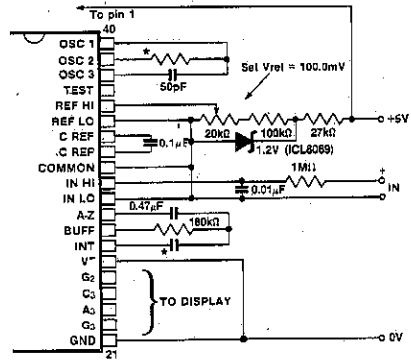 To pin 1
40
OSC 1
OSC 2
*
OSC 3
50pF
TEST
Set Vref = 100.0mV
REF HI
REF LO
20kΩ
100kΩ
27kΩ
+5V
C REF
0.1µF
1.2V (ICL8069)
C REF
COMMON
1MΩ
IN HI
+
0.01µF
IN
IN LO
−
0.47µF
A-Z
BUFF
180kΩ
INT
*
V-
G2
C3
TO DISPLAY
A3
G3
GND
0V
21